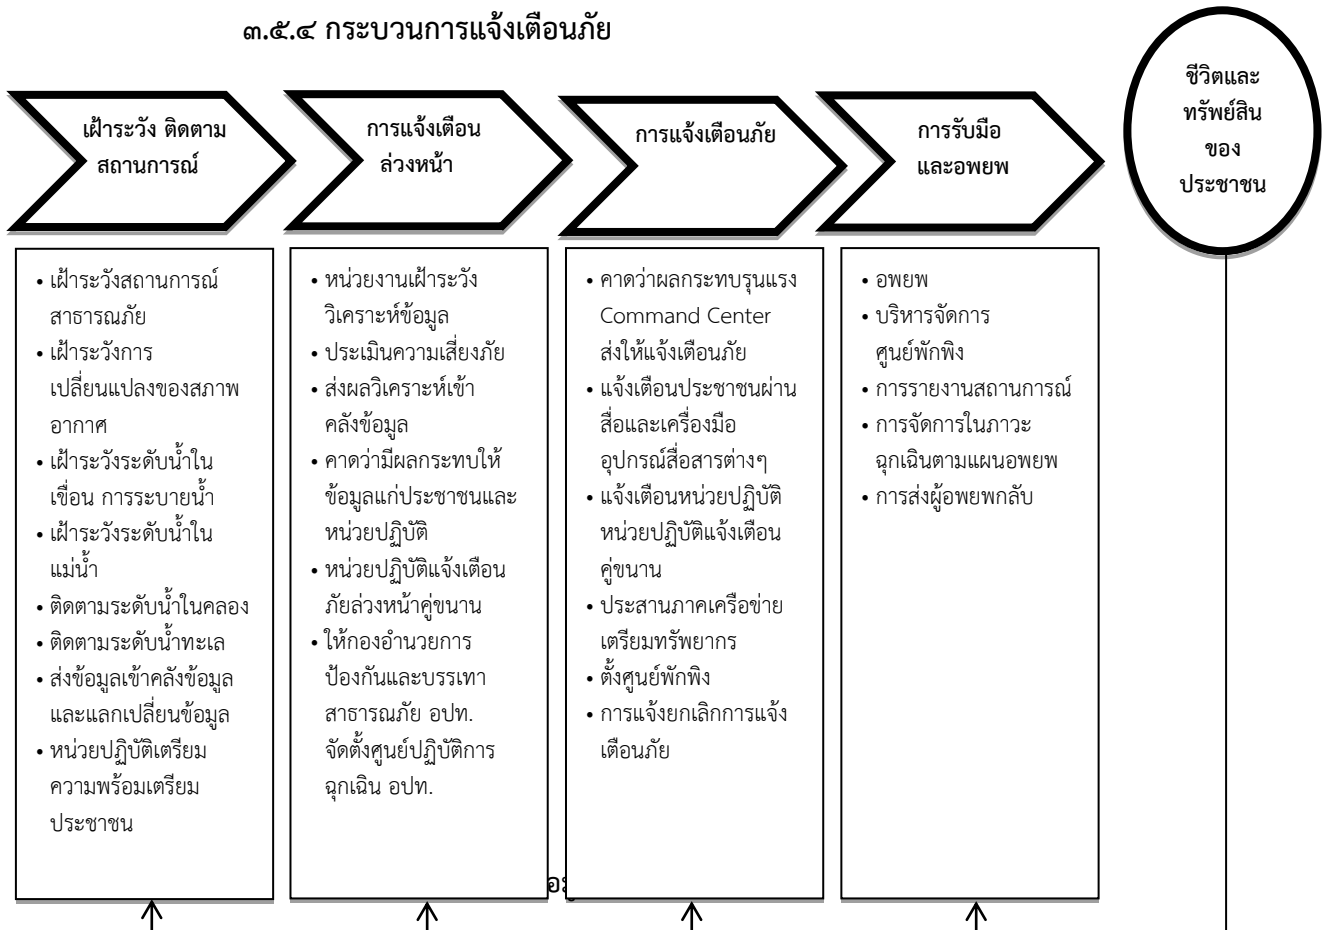 ๓.๕.๔ กระบวนการแจ้งเตือนภัย
เฝ้าระวัง ติดตาม
สถานการณ์
การแจ้งเตือน
ล่วงหน้า
การแจ้งเตือนภัย
การรับมือ
และอพยพ
ชีวิตและ
ทรัพย์สิน
ของ
ประชาชน
• เฝ้าระวังสถานการณ์
สาธารณภัย
• เฝ้าระวังการ
เปลี่ยนแปลงของสภาพ
อากาศ
• เฝ้าระวังระดับน้ำใน
เขื่อน การระบายน้ำ
• เฝ้าระวังระดับน้ำใน
แม่น้ำ
• ติดตามระดับน้ำในคลอง
• ติดตามระดับน้ำทะเล
• ส่งข้อมูลเข้าคลังข้อมูล
และแลกเปลี่ยนข้อมูล
• หน่วยปฏิบัติเตรียม
ความพร้อมเตรียม
ประชาชน
• หน่วยงานเฝ้าระวัง
วิเคราะห์ข้อมูล
• ประเมินความเสี่ยงภัย
• ส่งผลวิเคราะห์เข้า
คลังข้อมูล
• คาดว่ามีผลกระทบให้
ข้อมูลแก่ประชาชนและ
หน่วยปฏิบัติ
• หน่วยปฏิบัติแจ้งเตือน
ภัยล่วงหน้าคู่ขนาน
• ให้กองอำนวยการ
ป้องกันและบรรเทา
สาธารณภัย อปท.
จัดตั้งศูนย์ปฏิบัติการ
ฉุกเฉิน อปท.
• คาดว่าผลกระทบรุนแรง
Command Center
ส่งให้แจ้งเตือนภัย
• แจ้งเตือนประชาชนผ่าน
สื่อและเครื่องมือ
อุปกรณ์สื่อสารต่างๆ
• แจ้งเตือนหน่วยปฏิบัติ
หน่วยปฏิบัติแจ้งเตือน
คู่ขนาน
• ประสานภาคเครือข่าย
เตรียมทรัพยากร
• ตั้งศูนย์พักพิง
• การแจ้งยกเลิกการแจ้ง
เตือนภัย
• อพยพ
• บริหารจัดการ
ศูนย์พักพิง
• การรายงานสถานการณ์
• การจัดการในภาวะ
ฉุกเฉินตามแผนอพยพ
• การส่งผู้อพยพกลับ